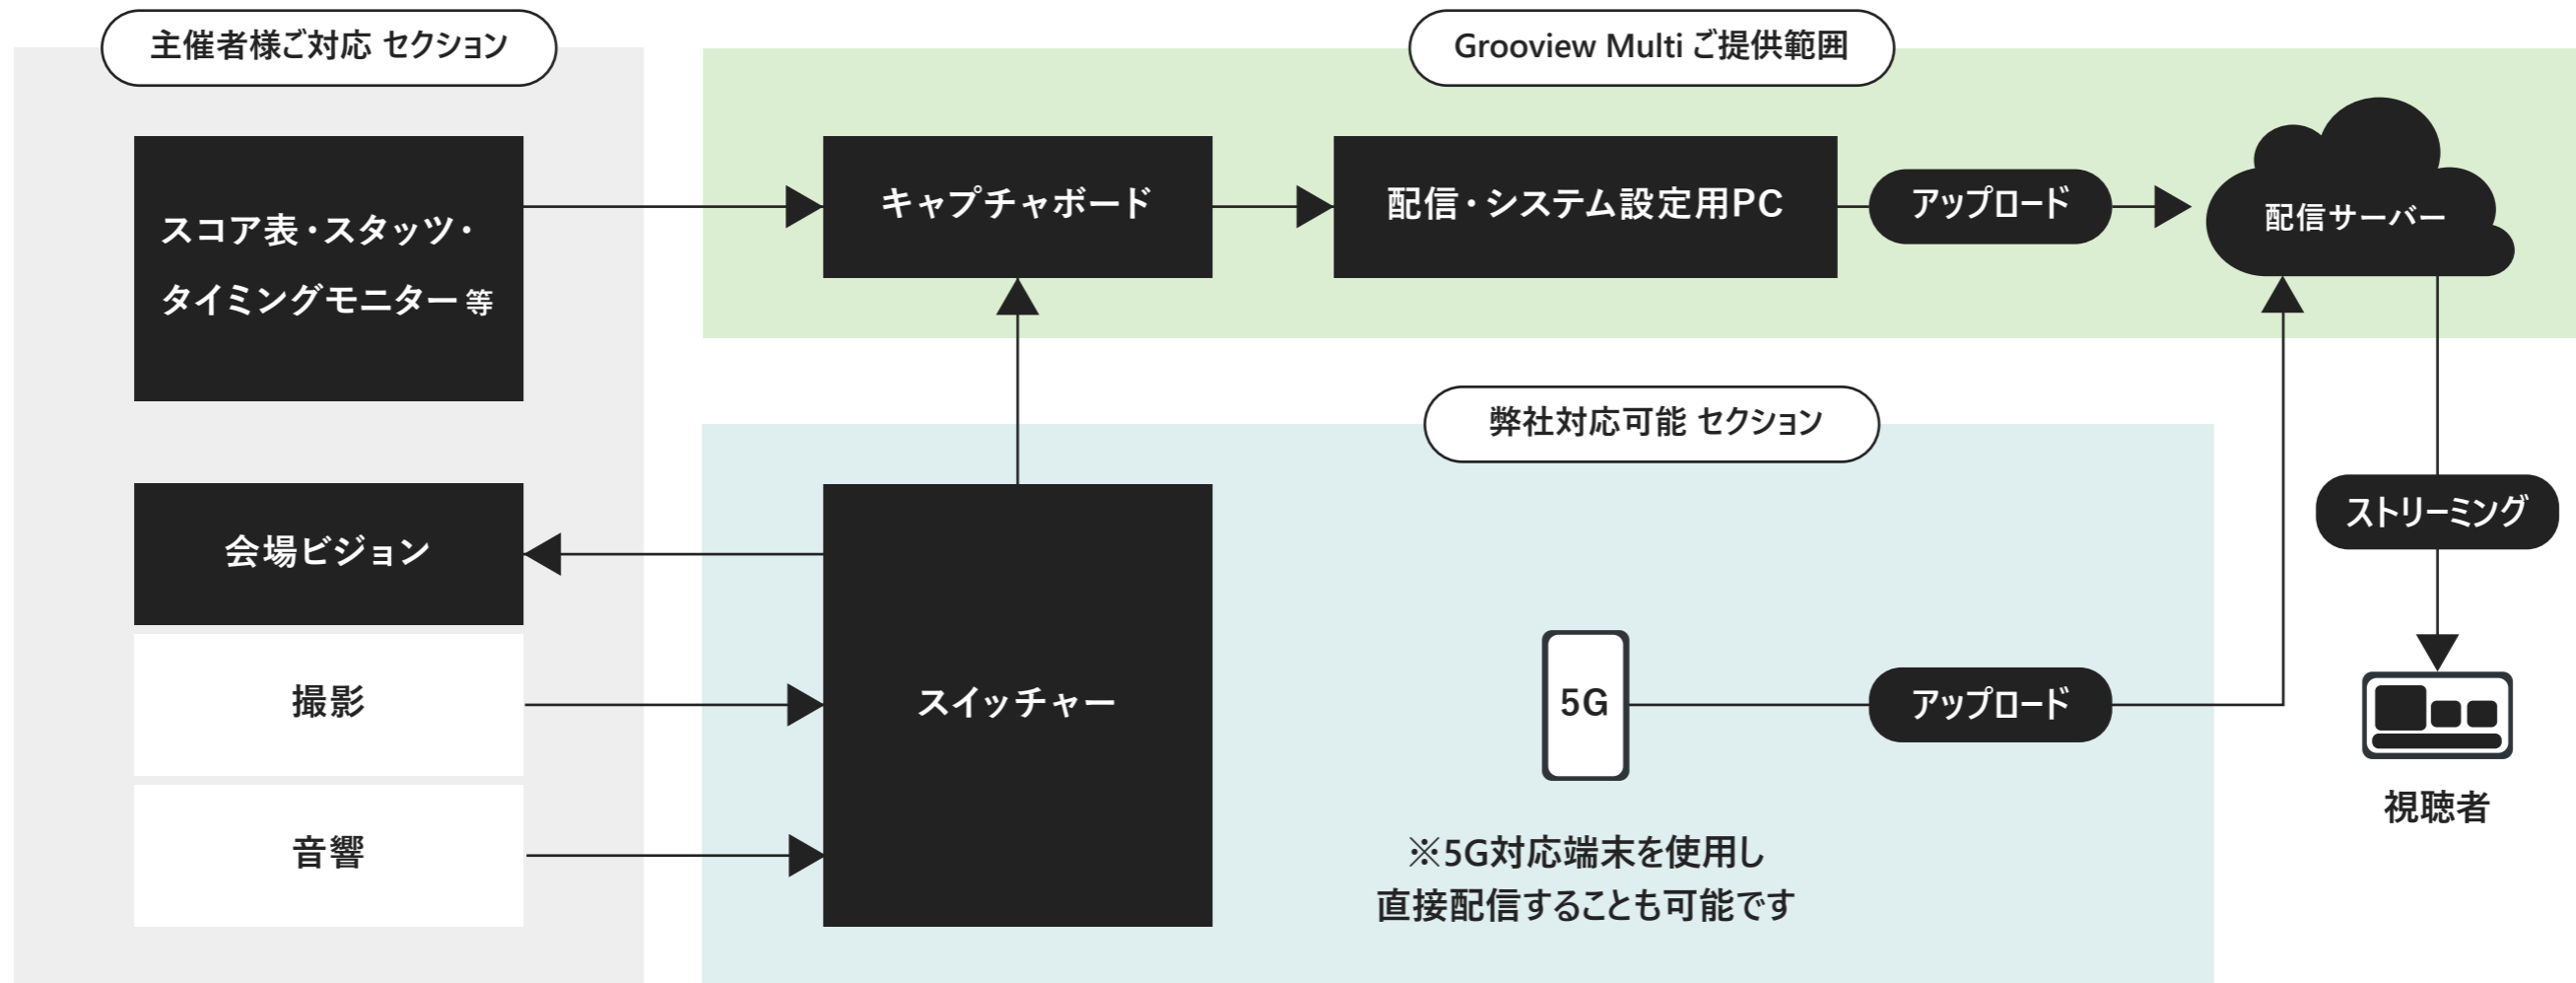 主催者様ご対応 セクション
Grooview Multi ご提供範囲
スコア表・スタッツ・
タイミングモニター 等
キャプチャボード
配信・システム設定用PC
アップロード
配信サーバー
弊社対応可能 セクション
会場ビジョン
撮影
音響
スイッチャー
5G
アップロード
※5G対応端末を使用し
直接配信することも可能です
ストリーミング
視聴者